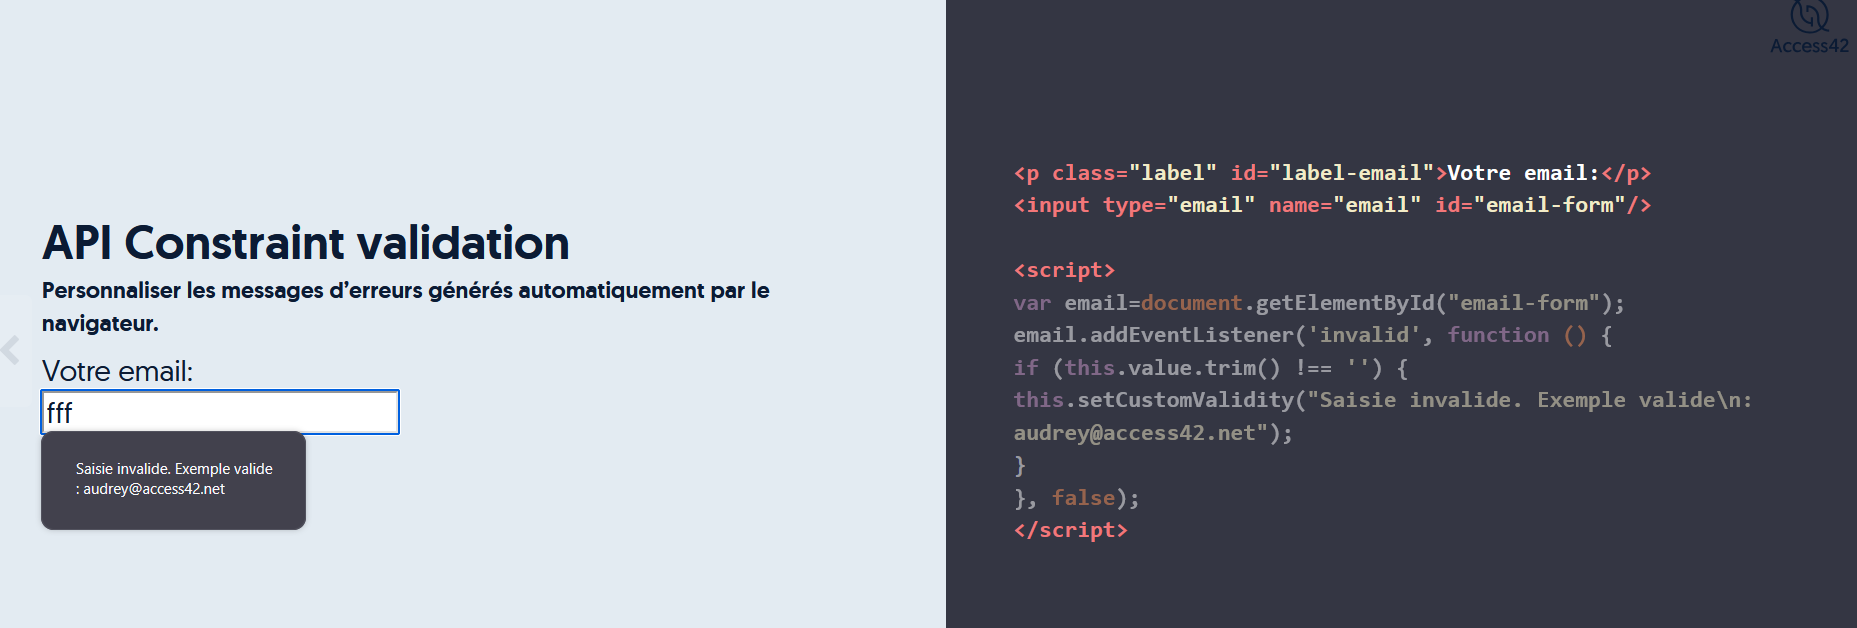 API Constraint validation
Personnaliser les messages d’erreurs générés automatiquement par le
navigateur.
Votre email:
fff
Saisie invalide. Exemple valide
: audrey@access42.net
Access42
<p class="label" id="label-email">Votre email:</p>
<input type="email" name="email" id="email-form"/>
<script>
var email=document.getElementById("email-form");
email.addEventListener('invalid', function () {
if (this.value.trim() !== '') {
this.setCustomValidity("Saisie invalide. Exemple valide\n:
audrey@access42.net");
}
}, false);
</script>